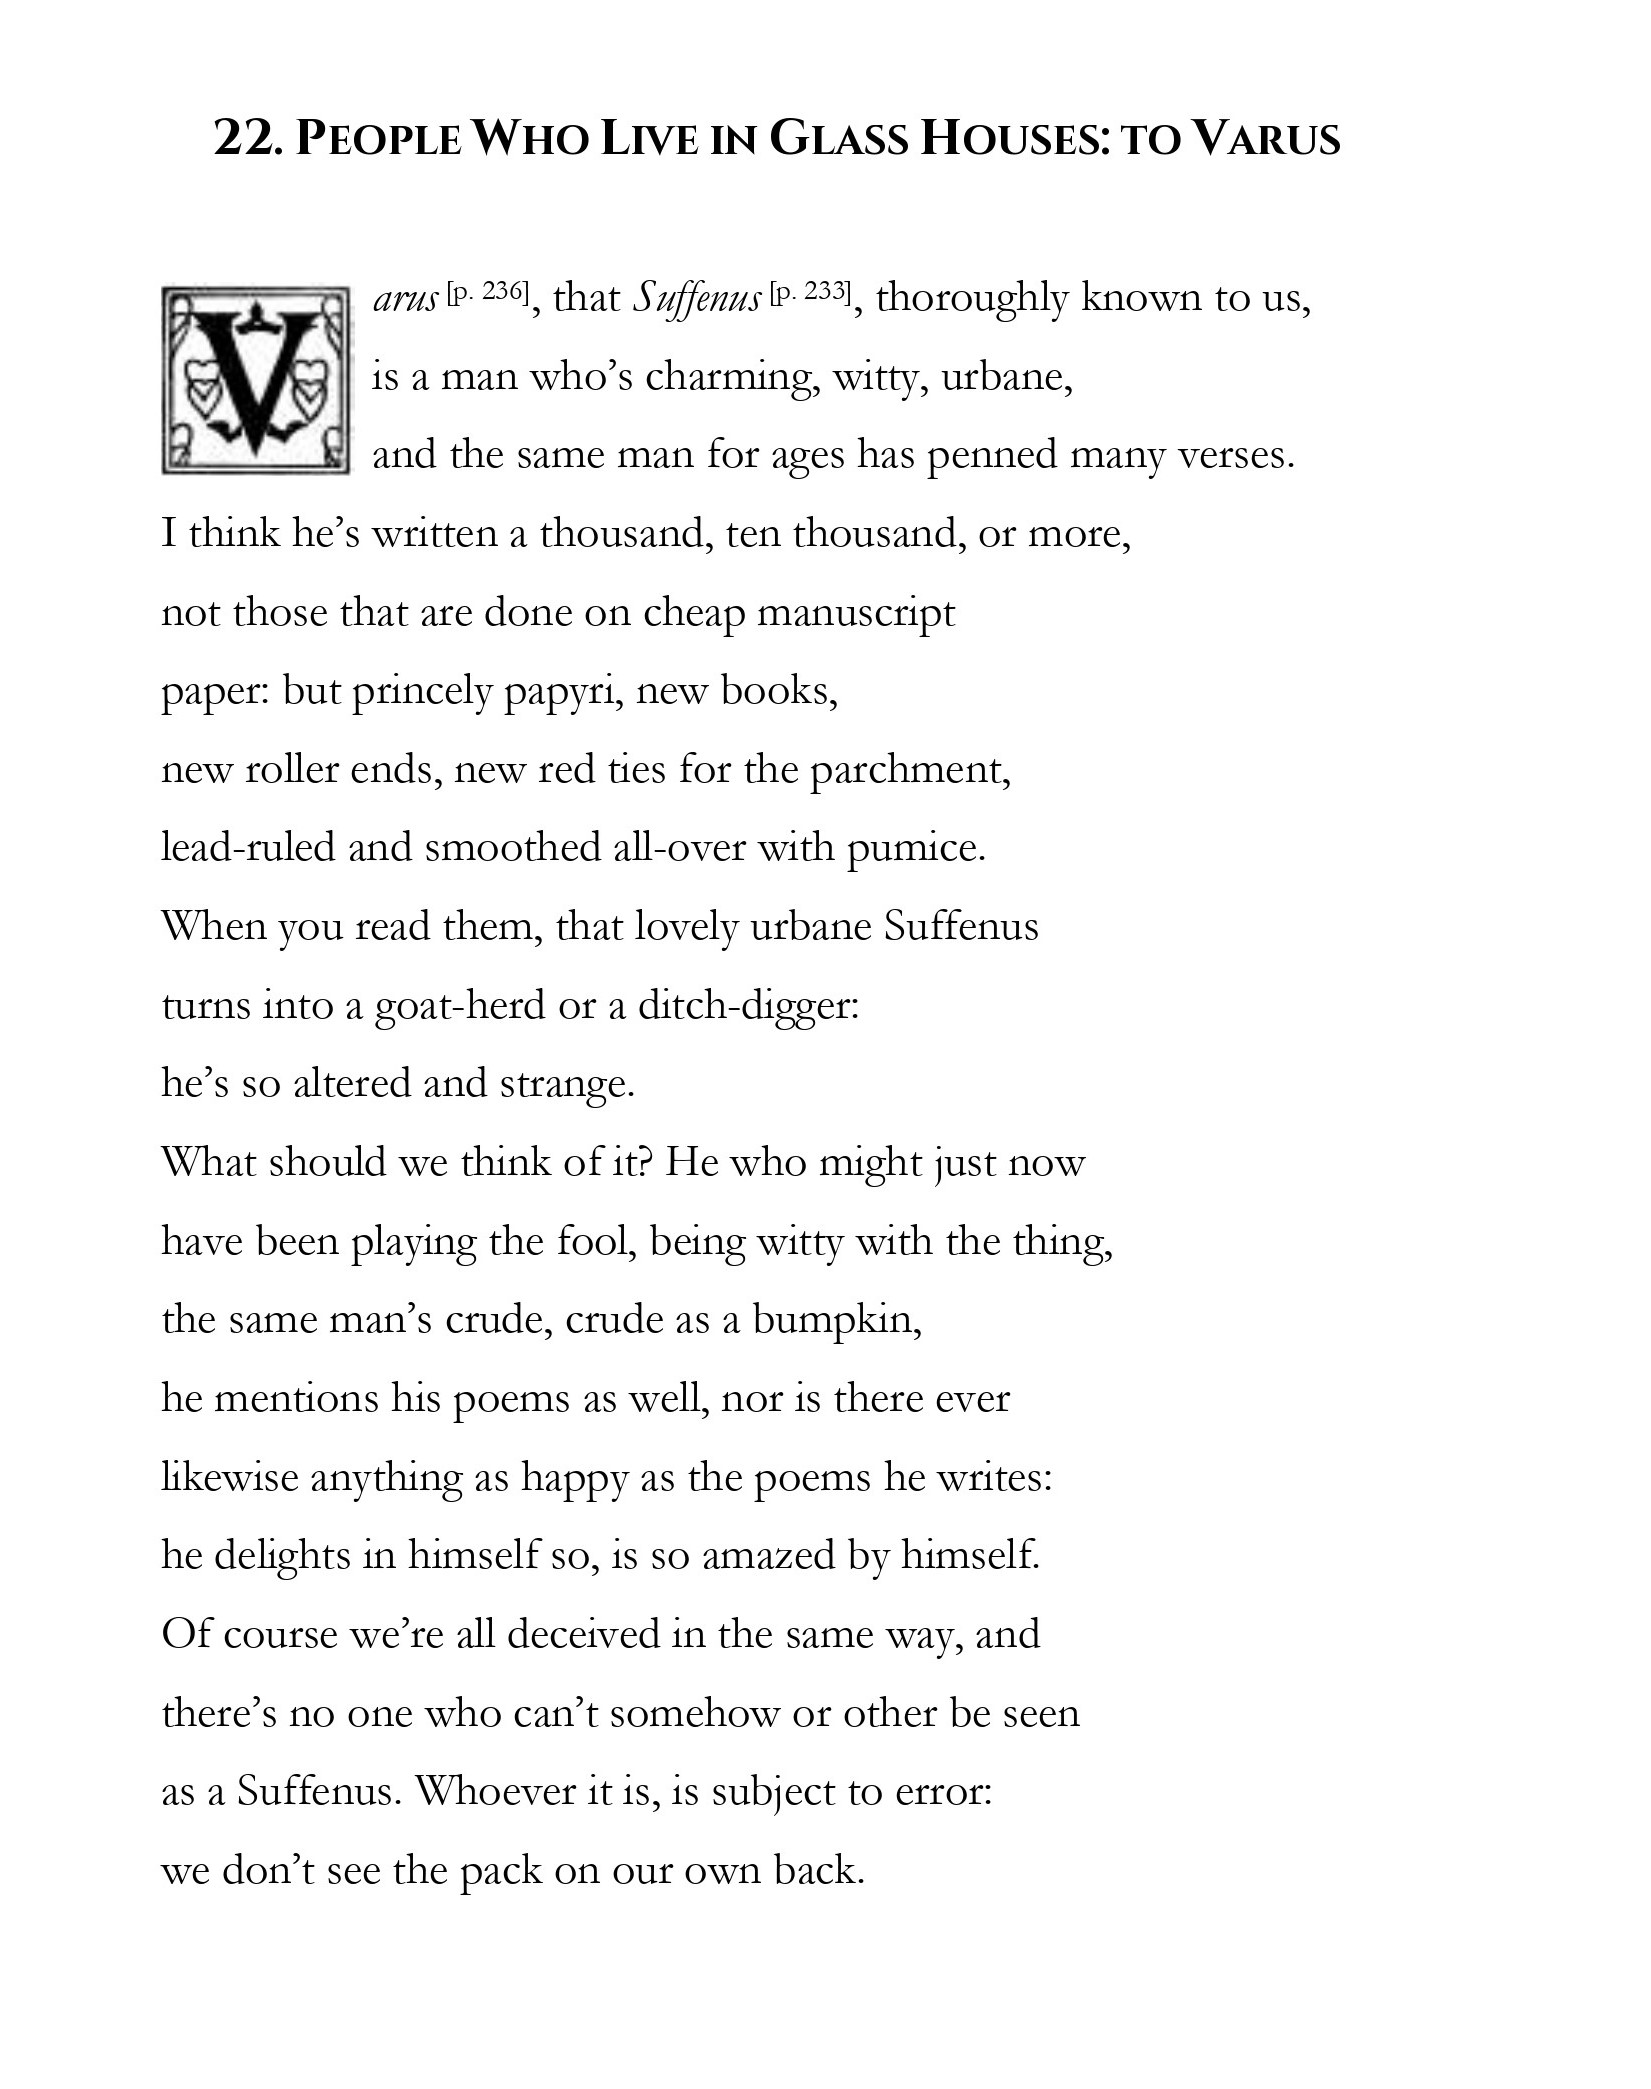 22. People Who Live in Glass Houses: to Varus
Varus [p. 236], that Suffenus [p. 233], thoroughly known to us,
is a man who’s charming, witty, urbane,
and the same man for ages has penned many verses.
I think he’s written a thousand, ten thousand, or more,
not those that are done on cheap manuscript
paper: but princely papyri, new books,
new roller ends, new red ties for the parchment,
lead-ruled and smoothed all-over with pumice.
When you read them, that lovely urbane Suffenus
turns into a goat-herd or a ditch-digger:
he’s so altered and strange.
What should we think of it? He who might just now
have been playing the fool, being witty with the thing,
the same man’s crude, crude as a bumpkin,
he mentions his poems as well, nor is there ever
likewise anything as happy as the poems he writes:
he delights in himself so, is so amazed by himself.
Of course we’re all deceived in the same way, and
there’s no one who can’t somehow or other be seen
as a Suffenus. Whoever it is, is subject to error:
we don’t see the pack on our own back.